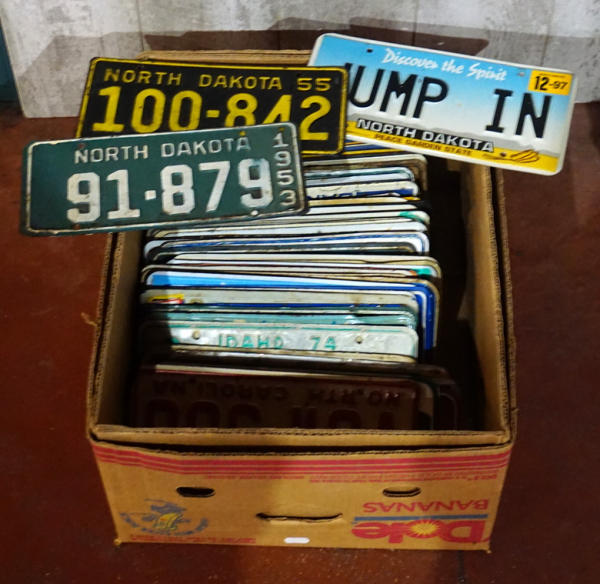 NORTH DAKOTA 55
100-842
Discover the Spirit
12-97
JUMP IN
NORTH DAKOTA
PEACE GARDEN STATE
NORTH DAKOTA 1953
91-879
IDAHO 74
NORTH CAROLINA
Dole
BANANAS